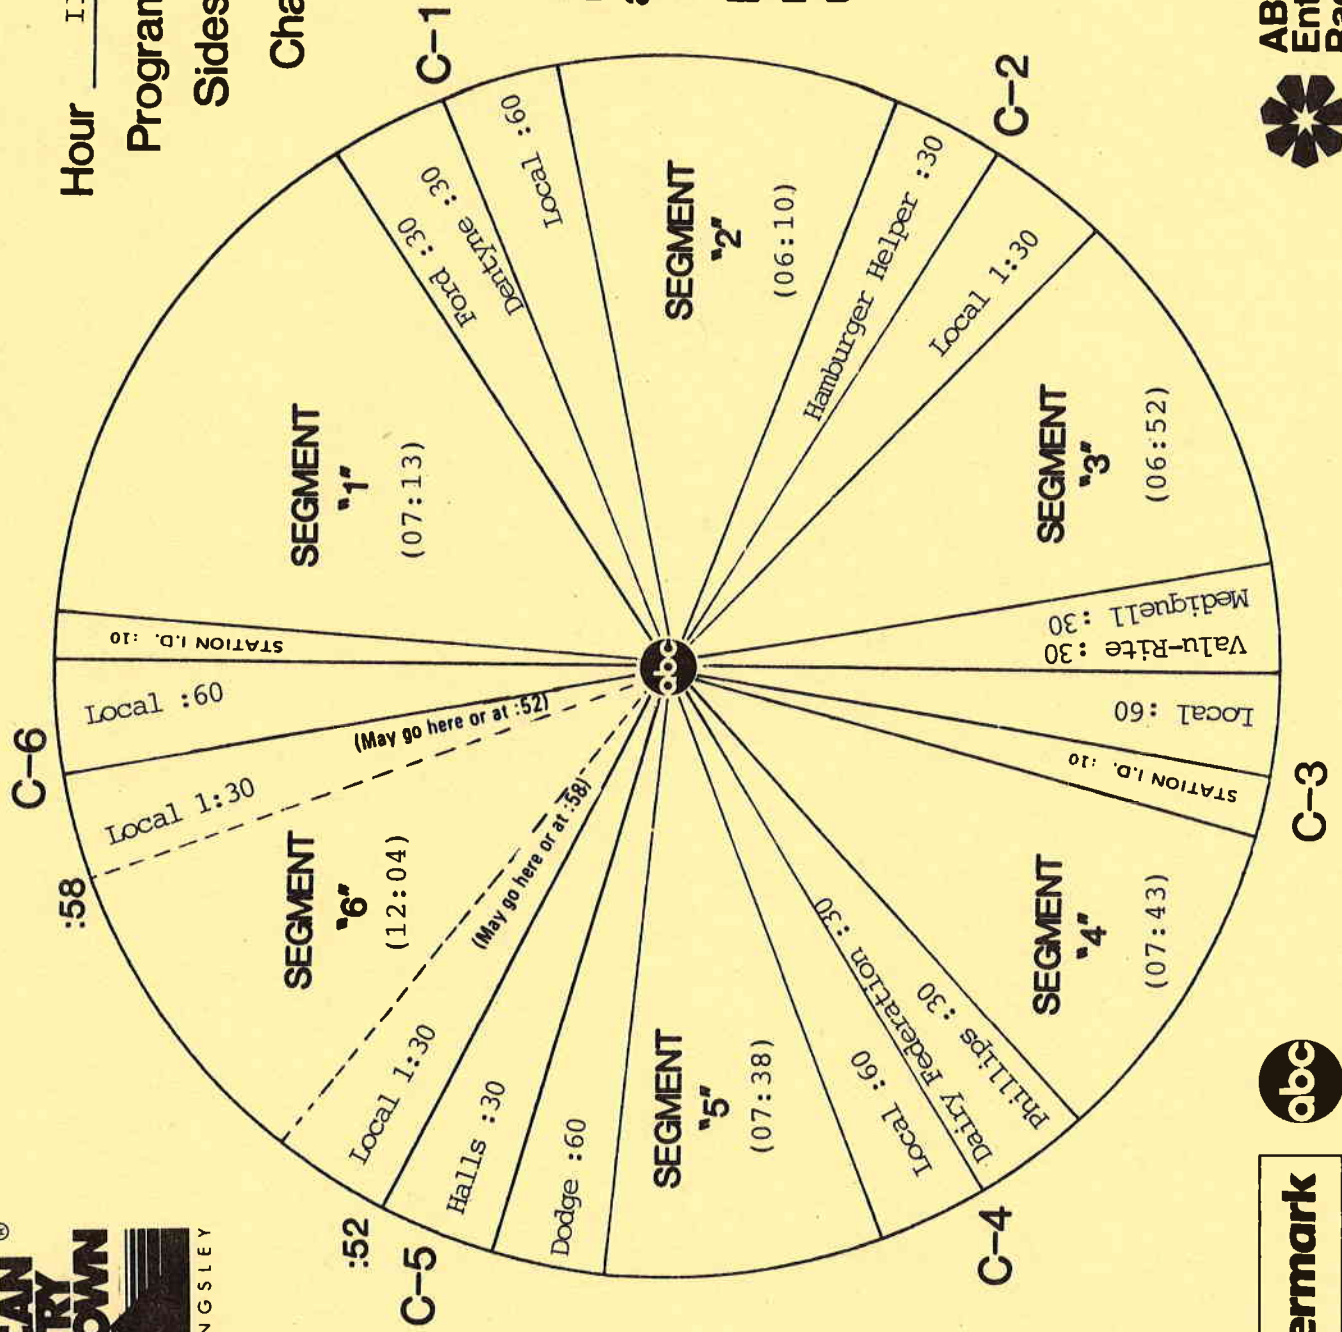 Hour
Program
Sides
C-1
Ford :30
Dentyne :30
Local :60
SEGMENT
"1"
(07:13)
SEGMENT
"2"
(06:10)
C-2
Hamburger Helper :30
Local 1:30
SEGMENT
"3"
(06:52)
Mediquell :30
Valu-Rite :30
Local :60
STATION I.D. :10
C-3
SEGMENT
"4"
(07:43)
Phillips :30
Dairy Federation :30
Local :60
C-4
SEGMENT
"5"
(07:38)
Dodge :60
Halls :30
C-5
:52
Local 1:30
(May go here or at :58)
SEGMENT
"6"
(12:04)
:58
Local 1:30
(May go here or at :52)
C-6
Local :60
STATION I.D. :10
abc
abc